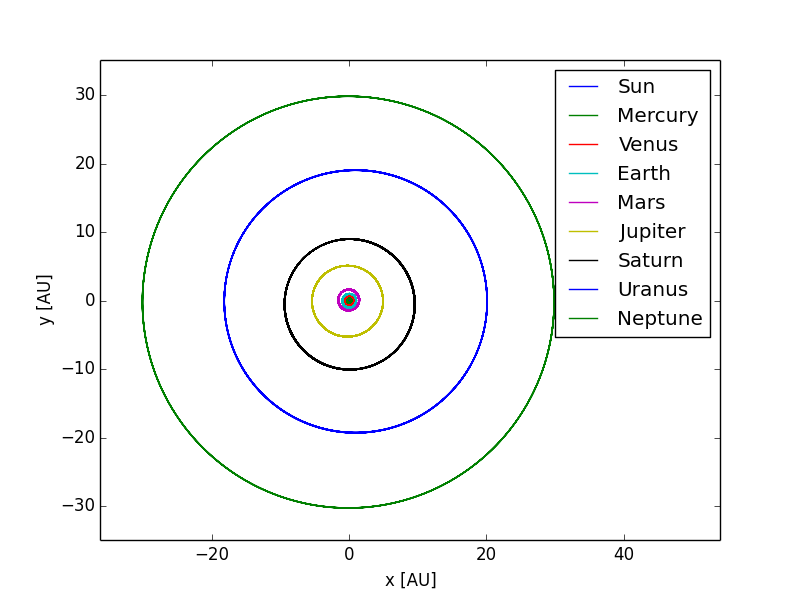 30
20
10
0
−10
−20
−30
y [AU]
−20
0
20
40
x [AU]
Sun
Mercury
Venus
Earth
Mars
Jupiter
Saturn
Uranus
Neptune